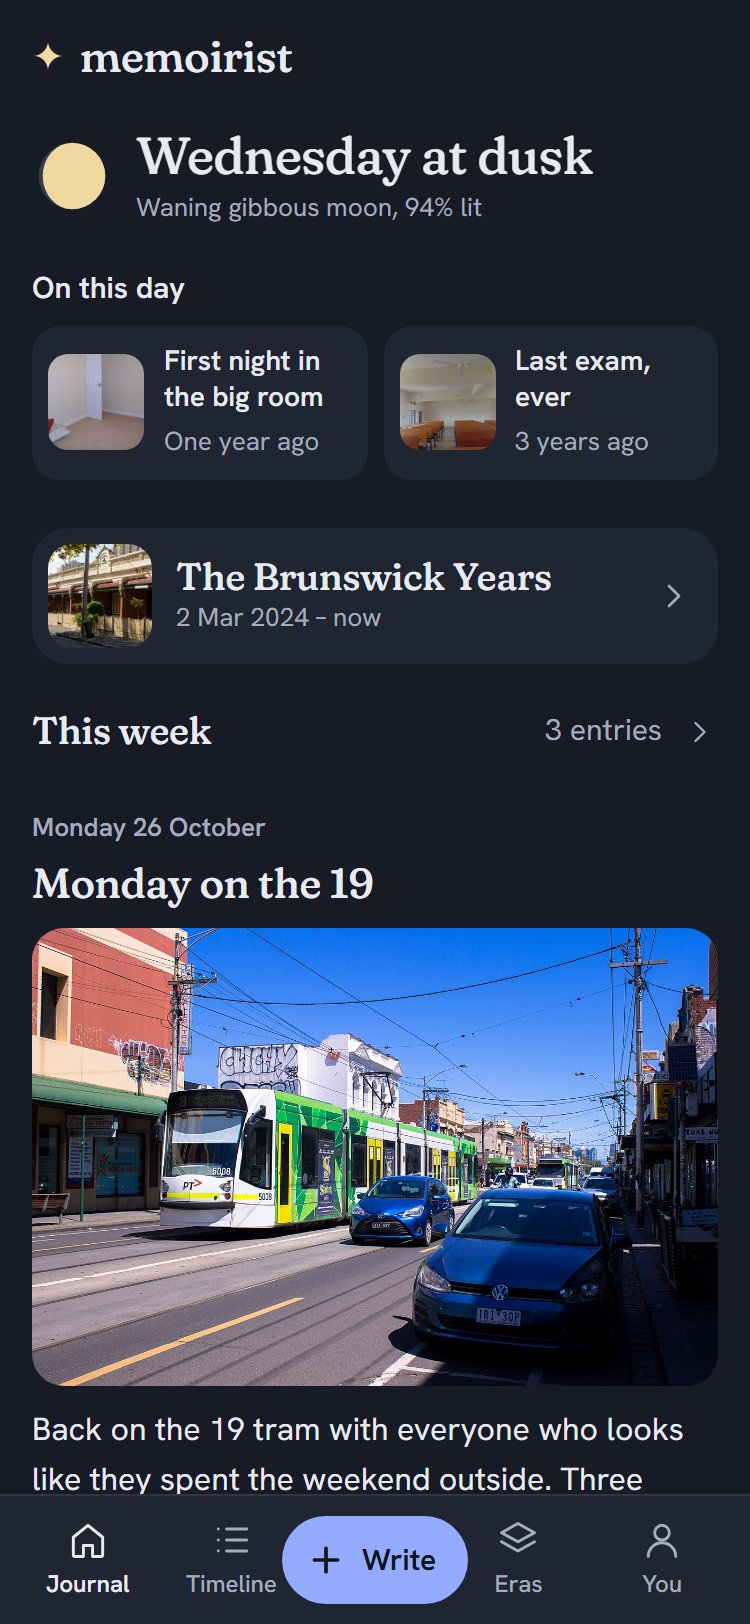 memoirist
Wednesday at dusk
Waning gibbous moon, 94% lit
On this day
First night in
the big room
One year ago
Last exam,
ever
3 years ago
The Brunswick Years
2 Mar 2024 – now
This week
3 entries
Monday 26 October
Monday on the 19
5008
PT>
5008
Back on the 19 tram with everyone who looks
like they spent the weekend outside. Three
Journal
Timeline
Write
Eras
You